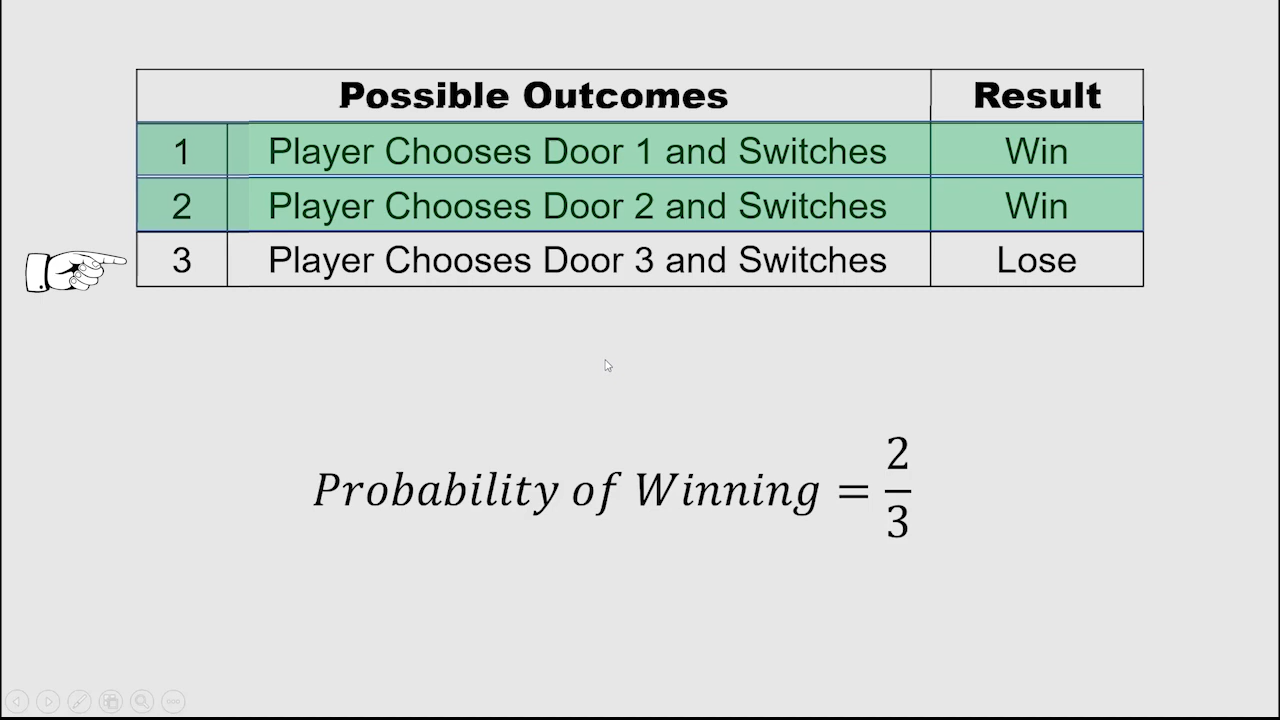 Possible Outcomes Result
1 Player Chooses Door 1 and Switches Win
2 Player Chooses Door 2 and Switches Win
3 Player Chooses Door 3 and Switches Lose
Probability of Winning = 2/3